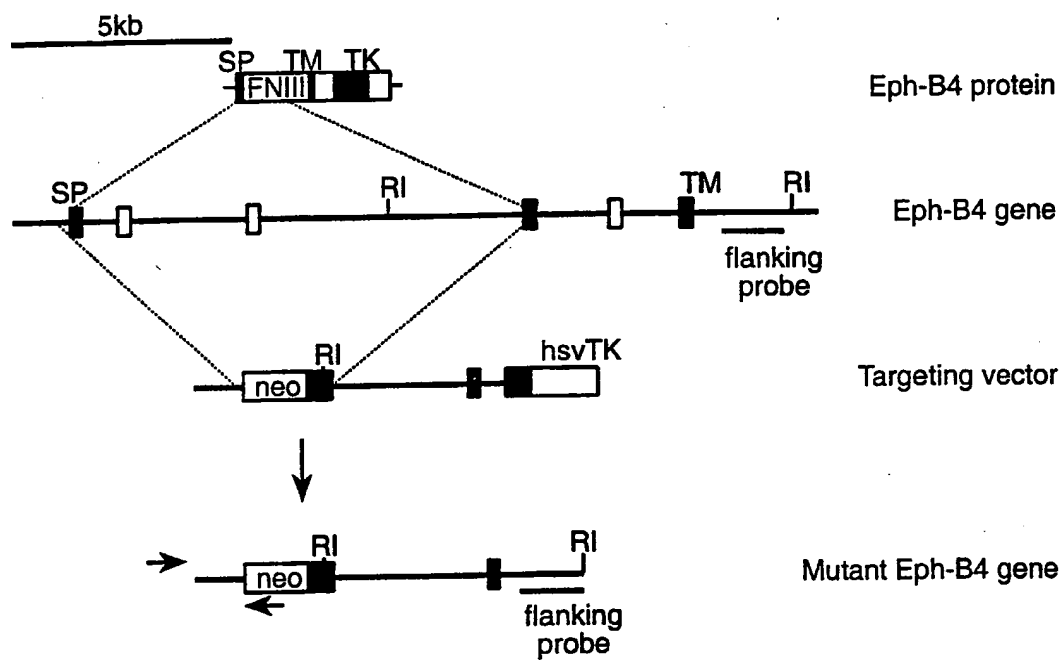 5kb
SP TM TK
FNIII
Eph-B4 protein
SP RI TM RI
Eph-B4 gene
flanking
probe
RI hsvTK
neo
Targeting vector
RI RI
neo
Mutant Eph-B4 gene
flanking
probe